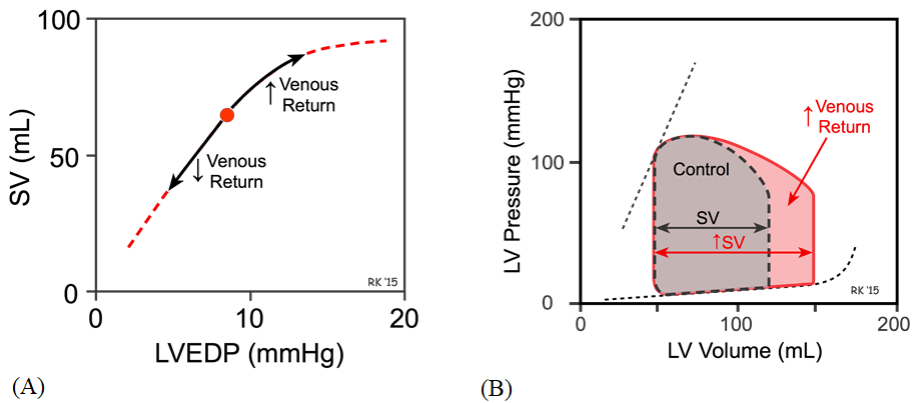 100
50
0
SV (mL)
↑ Venous
Return
↓ Venous
Return
RK '15
0
10
20
LVEDP (mmHg)
(A)
200
100
0
LV Pressure (mmHg)
↑ Venous
Return
Control
SV
↑SV
RK '15
0
100
200
LV Volume (mL)
(B)